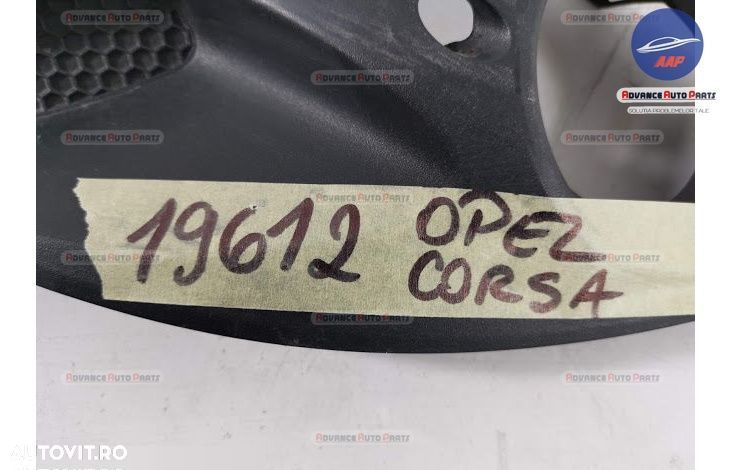 AAP
ADVANCE AUTO PARTS
SOLUTIA PROBLEMELOR TALE
19612 OPEL
CORSA
AUTOVIT.RO